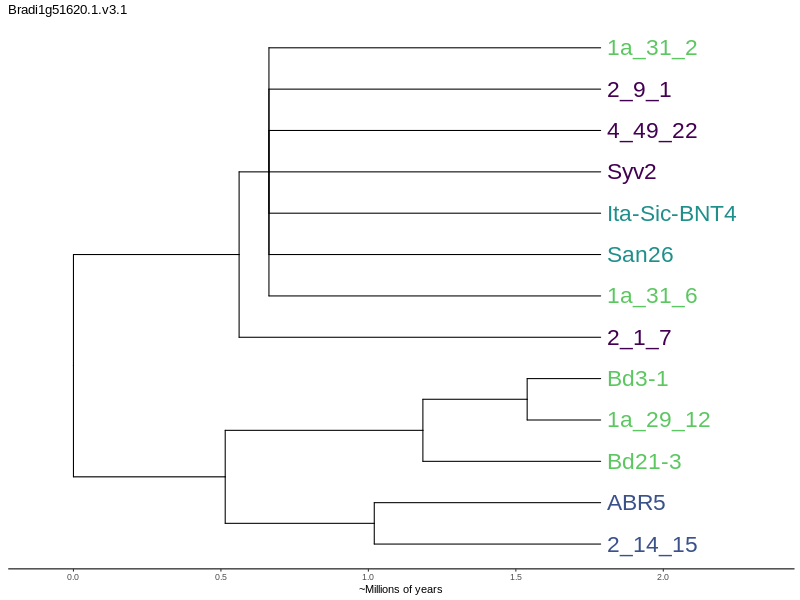 Bradi1g51620.1.v3.1
1a_31_2
2_9_1
4_49_22
Syv2
Ita-Sic-BNT4
San26
1a_31_6
2_1_7
Bd3-1
1a_29_12
Bd21-3
ABR5
2_14_15
0.0 0.5 1.0 1.5 2.0
~Millions of years